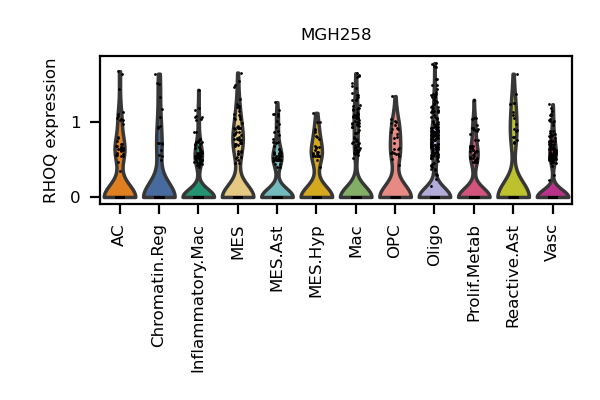 MGH258
RHOQ expression
1
0
AC
Chromatin.Reg
Inflammatory.Mac
MES
MES.Ast
MES.Hyp
Mac
OPC
Oligo
Prolif.Metab
Reactive.Ast
Vasc